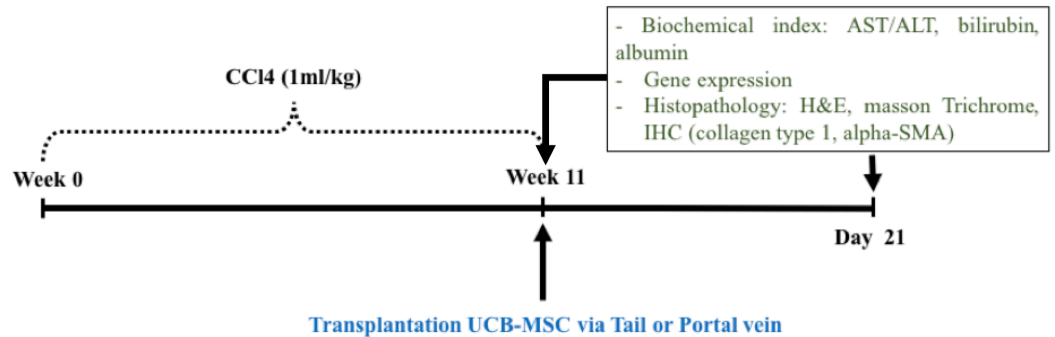 - Biochemical index: AST/ALT, bilirubin,
albumin
- Gene expression
- Histopathology: H&E, masson Trichrome,
IHC (collagen type 1, alpha-SMA)
CCl4 (1ml/kg)
Week 0
Week 11
Day 21
Transplantation UCB-MSC via Tail or Portal vein